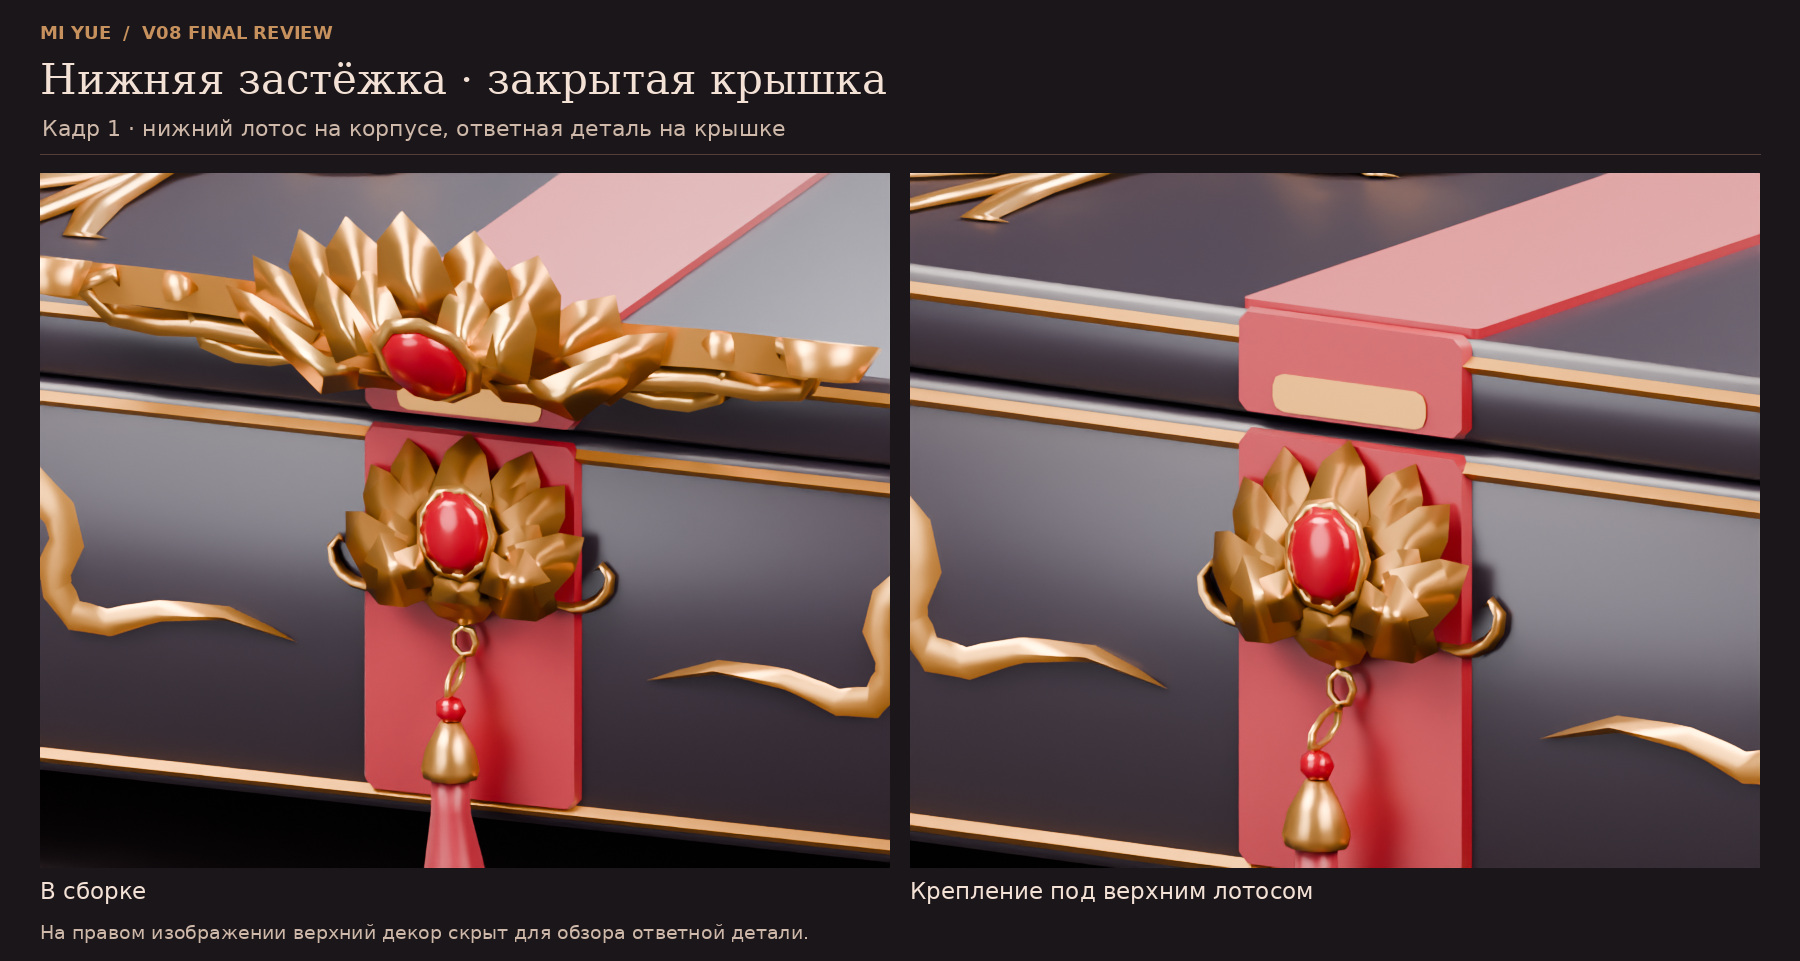 MI YUE / V08 FINAL REVIEW
Нижняя застёжка · закрытая крышка
Кадр 1 · нижний лотос на корпусе, ответная деталь на крышке
В сборке
Крепление под верхним лотосом
На правом изображении верхний декор скрыт для обзора ответной детали.